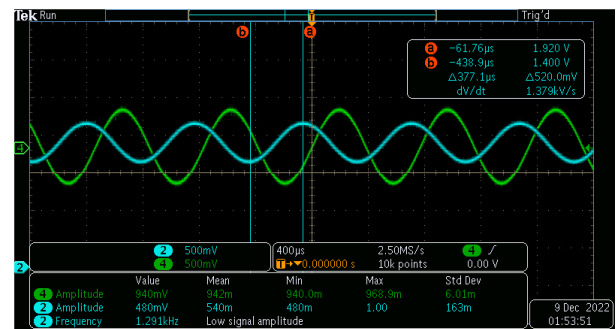 Tek Run Trig'd
T
b a
a -61.76µs 1.920 V
b -438.9µs 1.400 V
△377.1µs △520.0mV
dV/dt 1.379kV/s
4
2
2 500mV
4 500mV
400µs 2.50MS/s 4
T→▼0.000000 s 10k points 0.00 V
Value Mean Min Max Std Dev
4 Amplitude 940mV 942m 940.0m 968.9m 6.01m
2 Amplitude 480mV 540m 480m 1.00 163m
2 Frequency 1.291kHz Low signal amplitude
9 Dec 2022
01:53:51